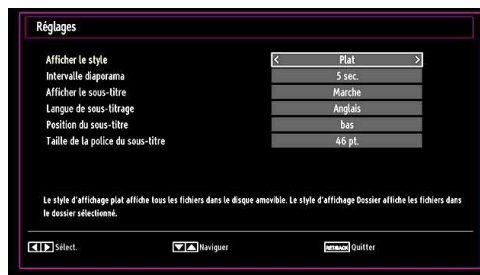 Réglages
Afficher le style < Plat >
Intervalle diaporama 5 sec.
Afficher le sous-titre Marche
Langue de sous-titrage Anglais
Position du sous-titre bas
Taille de la police du sous-titre 46 pt.
Le style d'affichage plat affiche tous les fichiers dans le disque amovible. Le style d'affichage Dossier affiche les fichiers dans
le dossier sélectionné.
Sélect. Naviguer RET/BACK Quitter